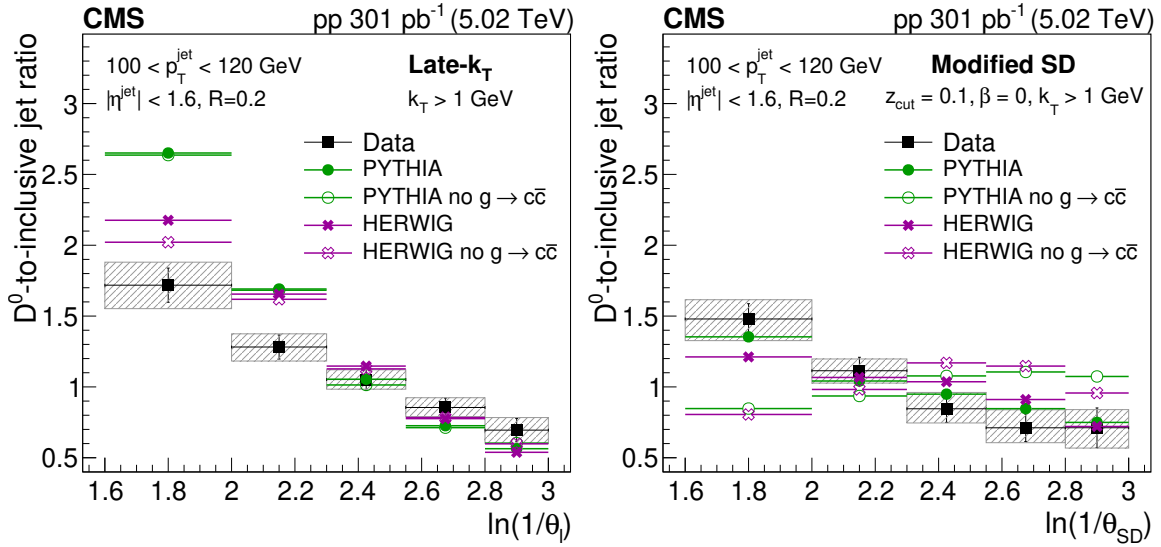 CMS pp 301 pb⁻¹ (5.02 TeV)
D⁰-to-inclusive jet ratio
100 < p_T^jet < 120 GeV
|η^jet| < 1.6, R=0.2
Late-k_T
k_T > 1 GeV
Data
PYTHIA
PYTHIA no g → cc̄
HERWIG
HERWIG no g → cc̄
3
2.5
2
1.5
1
0.5
1.6 1.8 2 2.2 2.4 2.6 2.8 3
ln(1/θ_l)
CMS pp 301 pb⁻¹ (5.02 TeV)
D⁰-to-inclusive jet ratio
100 < p_T^jet < 120 GeV
|η^jet| < 1.6, R=0.2
Modified SD
z_cut = 0.1, β = 0, k_T > 1 GeV
Data
PYTHIA
PYTHIA no g → cc̄
HERWIG
HERWIG no g → cc̄
3
2.5
2
1.5
1
0.5
1.6 1.8 2 2.2 2.4 2.6 2.8 3
ln(1/θ_SD)